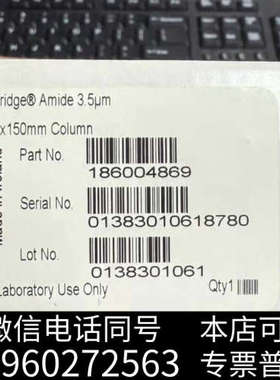 ridge® Amide 3.5µm
x150mm Column
Part No.
186004869
Serial No.
01383010618780
Lot No.
0138301061
Laboratory Use Only
Qty1
Made in Ireland
微信电话同号
960272563
本店可
专票普票